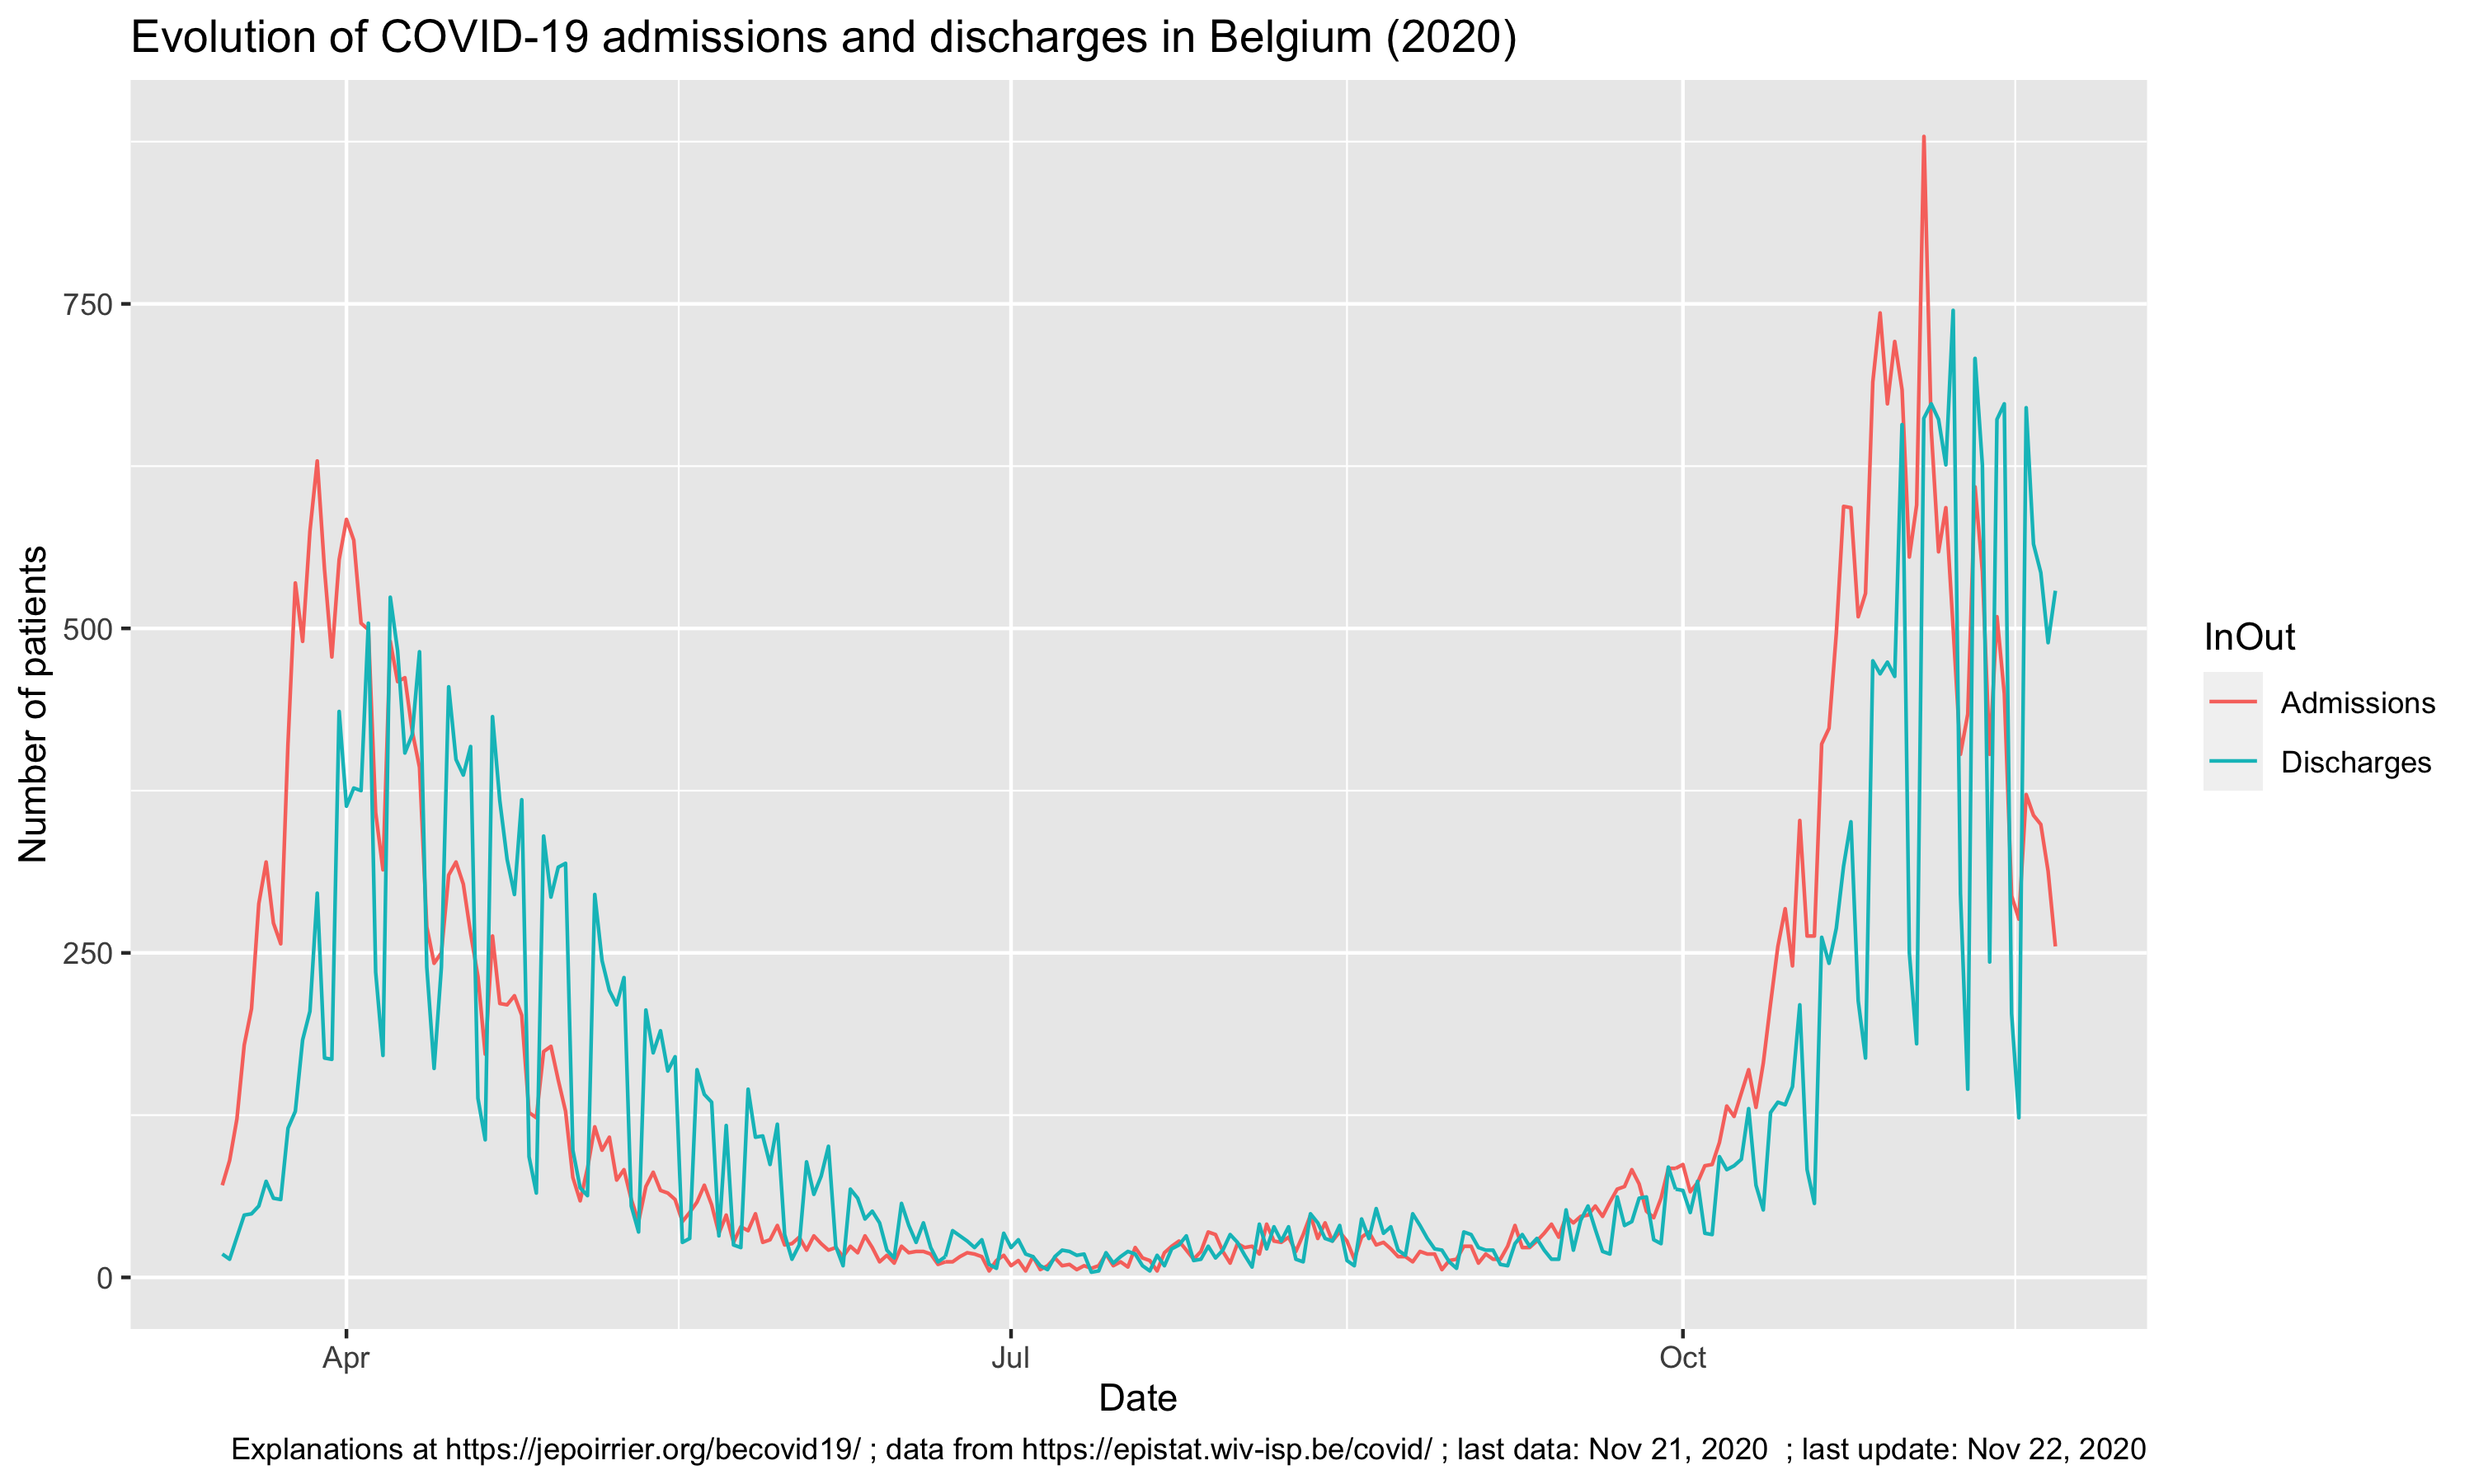 Evolution of COVID-19 admissions and discharges in Belgium (2020)
Number of patients
750
500
250
0
Apr
Jul
Oct
Date
InOut
Admissions
Discharges
Explanations at https://jepoirrier.org/becovid19/ ; data from https://epistat.wiv-isp.be/covid/ ; last data: Nov 21, 2020  ; last update: Nov 22, 2020